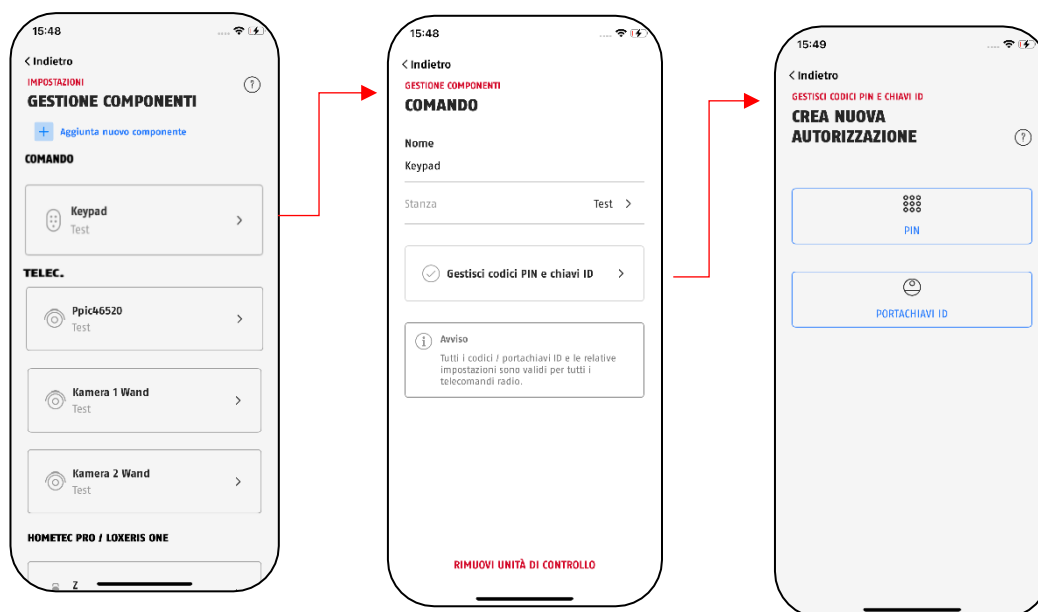 15:48
< Indietro
IMPOSTAZIONI
GESTIONE COMPONENTI
?
+ Aggiunta nuovo componente
COMANDO
Keypad
Test
TELEC.
Ppic46520
Test
Kamera 1 Wand
Test
Kamera 2 Wand
Test
HOMETEC PRO / LOXERIS ONE
Z
15:48
< Indietro
GESTIONE COMPONENTI
COMANDO
Nome
Keypad
Stanza Test >
Gestisci codici PIN e chiavi ID >
i Avviso
Tutti i codici / portachiavi ID e le relative
impostazioni sono validi per tutti i
telecomandi radio.
RIMUOVI UNITÀ DI CONTROLLO
15:49
< Indietro
GESTISCI CODICI PIN E CHIAVI ID
CREA NUOVA
AUTORIZZAZIONE
?
PIN
PORTACHIAVI ID